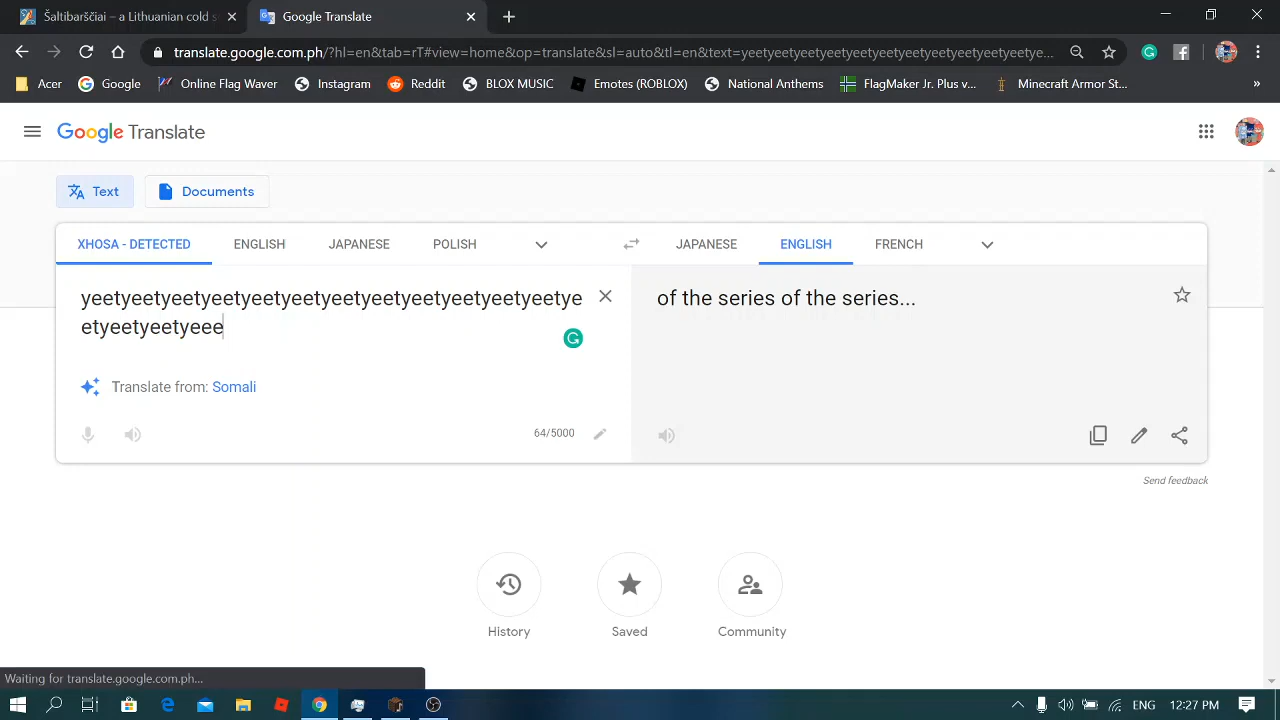 Šaltibarščiai – a Lithuanian cold s
Google Translate
translate.google.com.ph/?hl=en&tab=rT#view=home&op=translate&sl=auto&tl=en&text=yeetyeetyeetyeetyeetyeetyeetyeetyeetyeetyeetyeetye...
Acer
Google
Online Flag Waver
Instagram
Reddit
BLOX MUSIC
Emotes (ROBLOX)
National Anthems
FlagMaker Jr. Plus v...
Minecraft Armor St...
»
Google Translate
Text
Documents
XHOSA - DETECTED
ENGLISH
JAPANESE
POLISH
JAPANESE
ENGLISH
FRENCH
yeetyeetyeetyeetyeetyeetyeetyeetyeetyeetyeetyeetye
etyeetyeetyeee
of the series of the series...
Translate from: Somali
64/5000
Send feedback
History
Saved
Community
Waiting for translate.google.com.ph...
ENG
12:27 PM